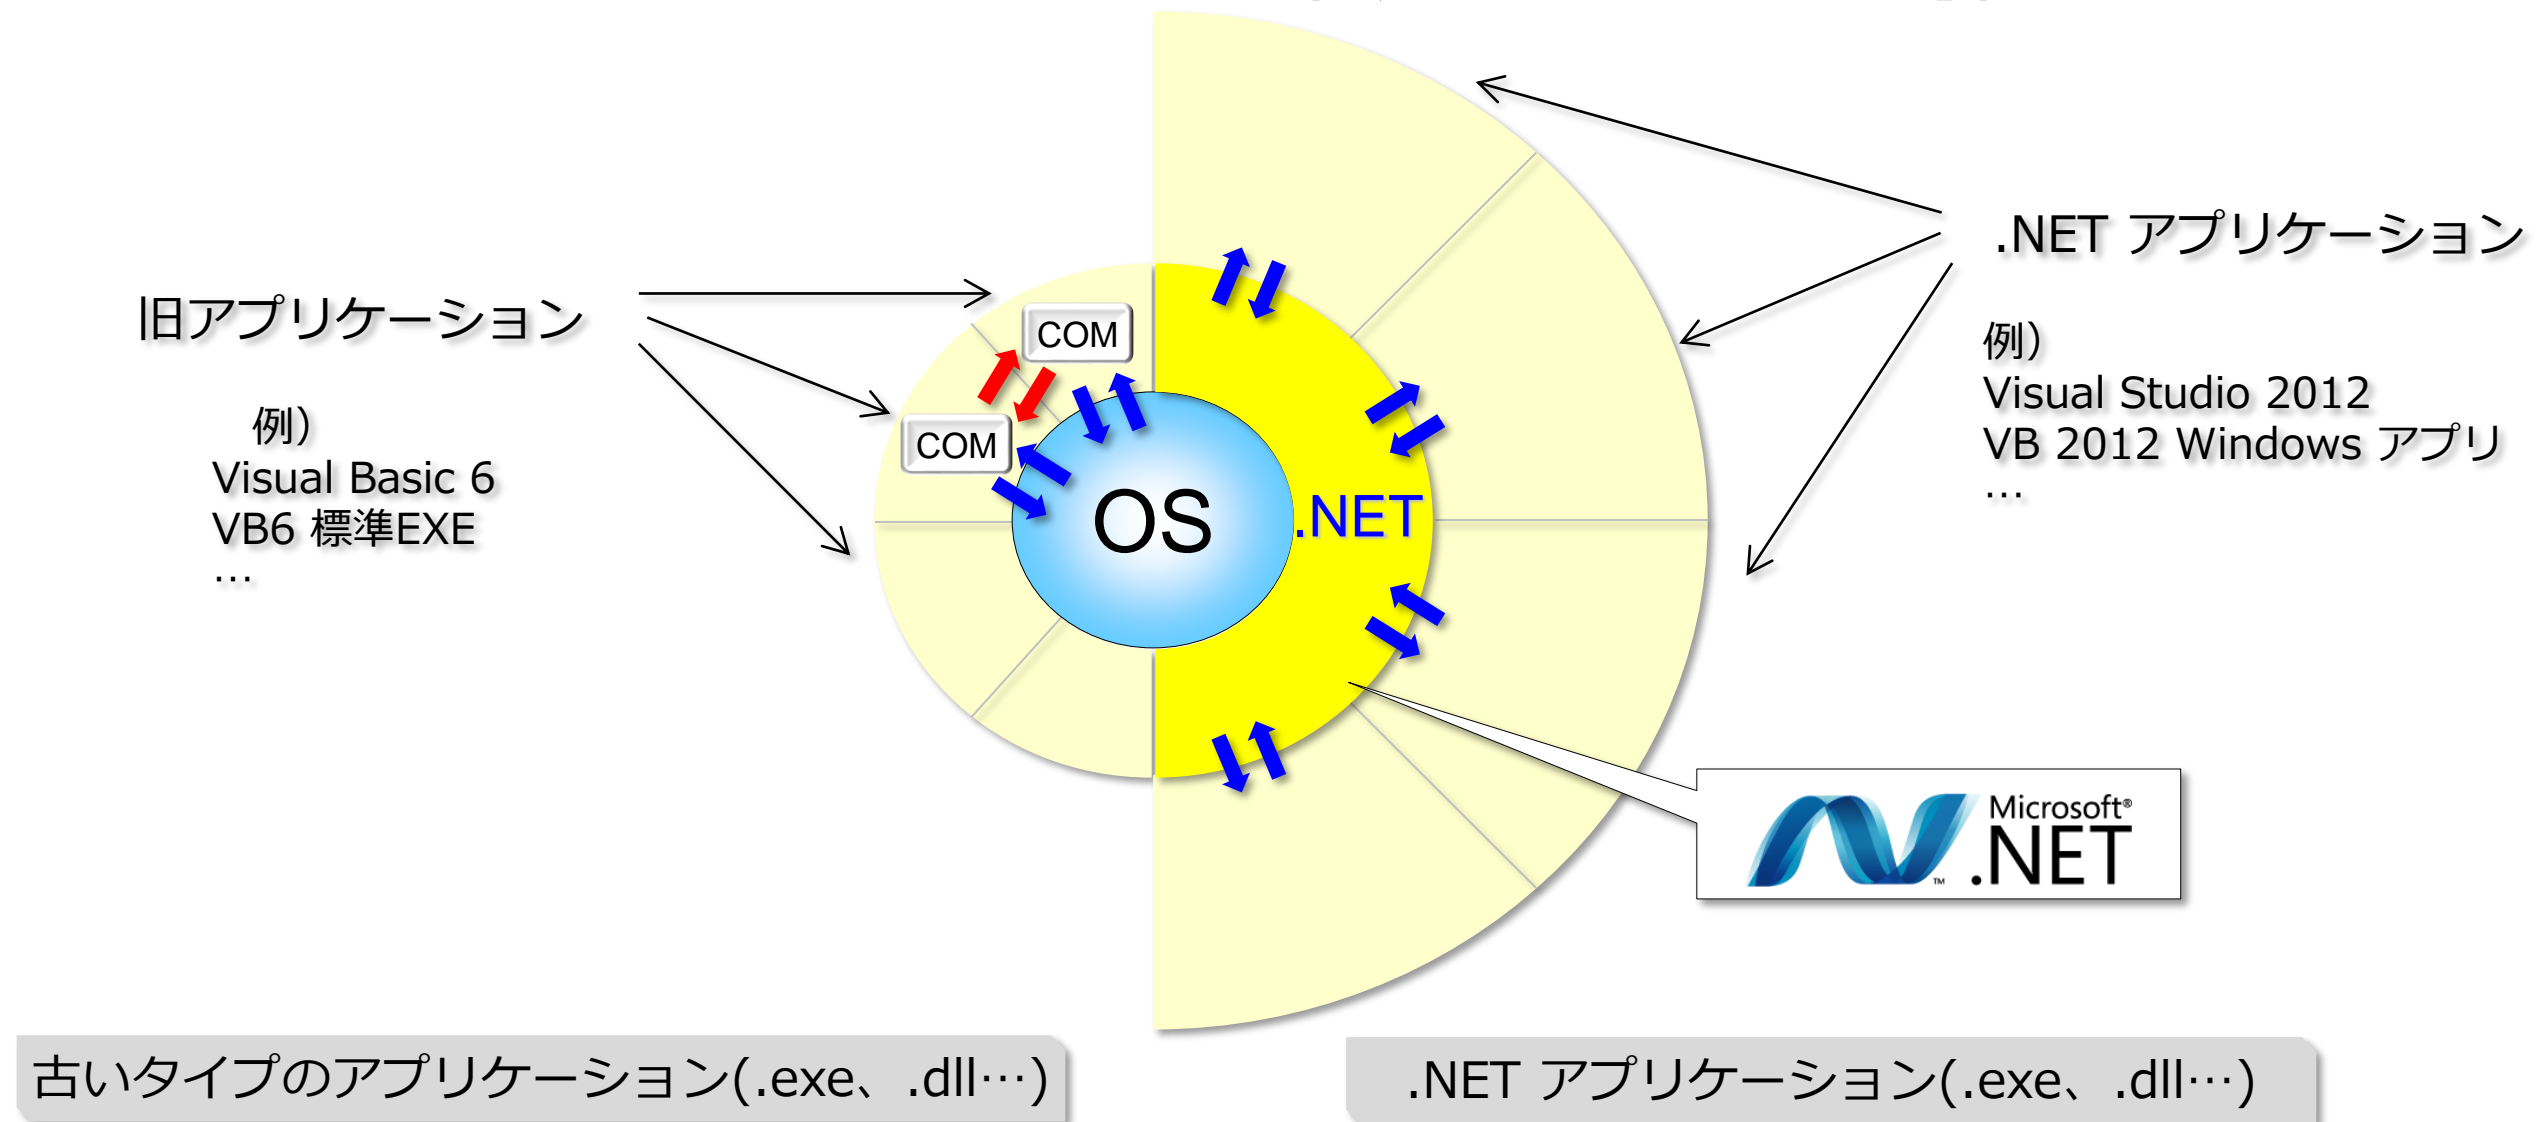 旧アプリケーション
例）
Visual Basic 6
VB6 標準EXE
…
COM
COM
OS
.NET
.NET アプリケーション
例）
Visual Studio 2012
VB 2012 Windows アプリ
…
Microsoft®
.NET
™
古いタイプのアプリケーション(.exe、.dll…)
.NET アプリケーション(.exe、.dll…)